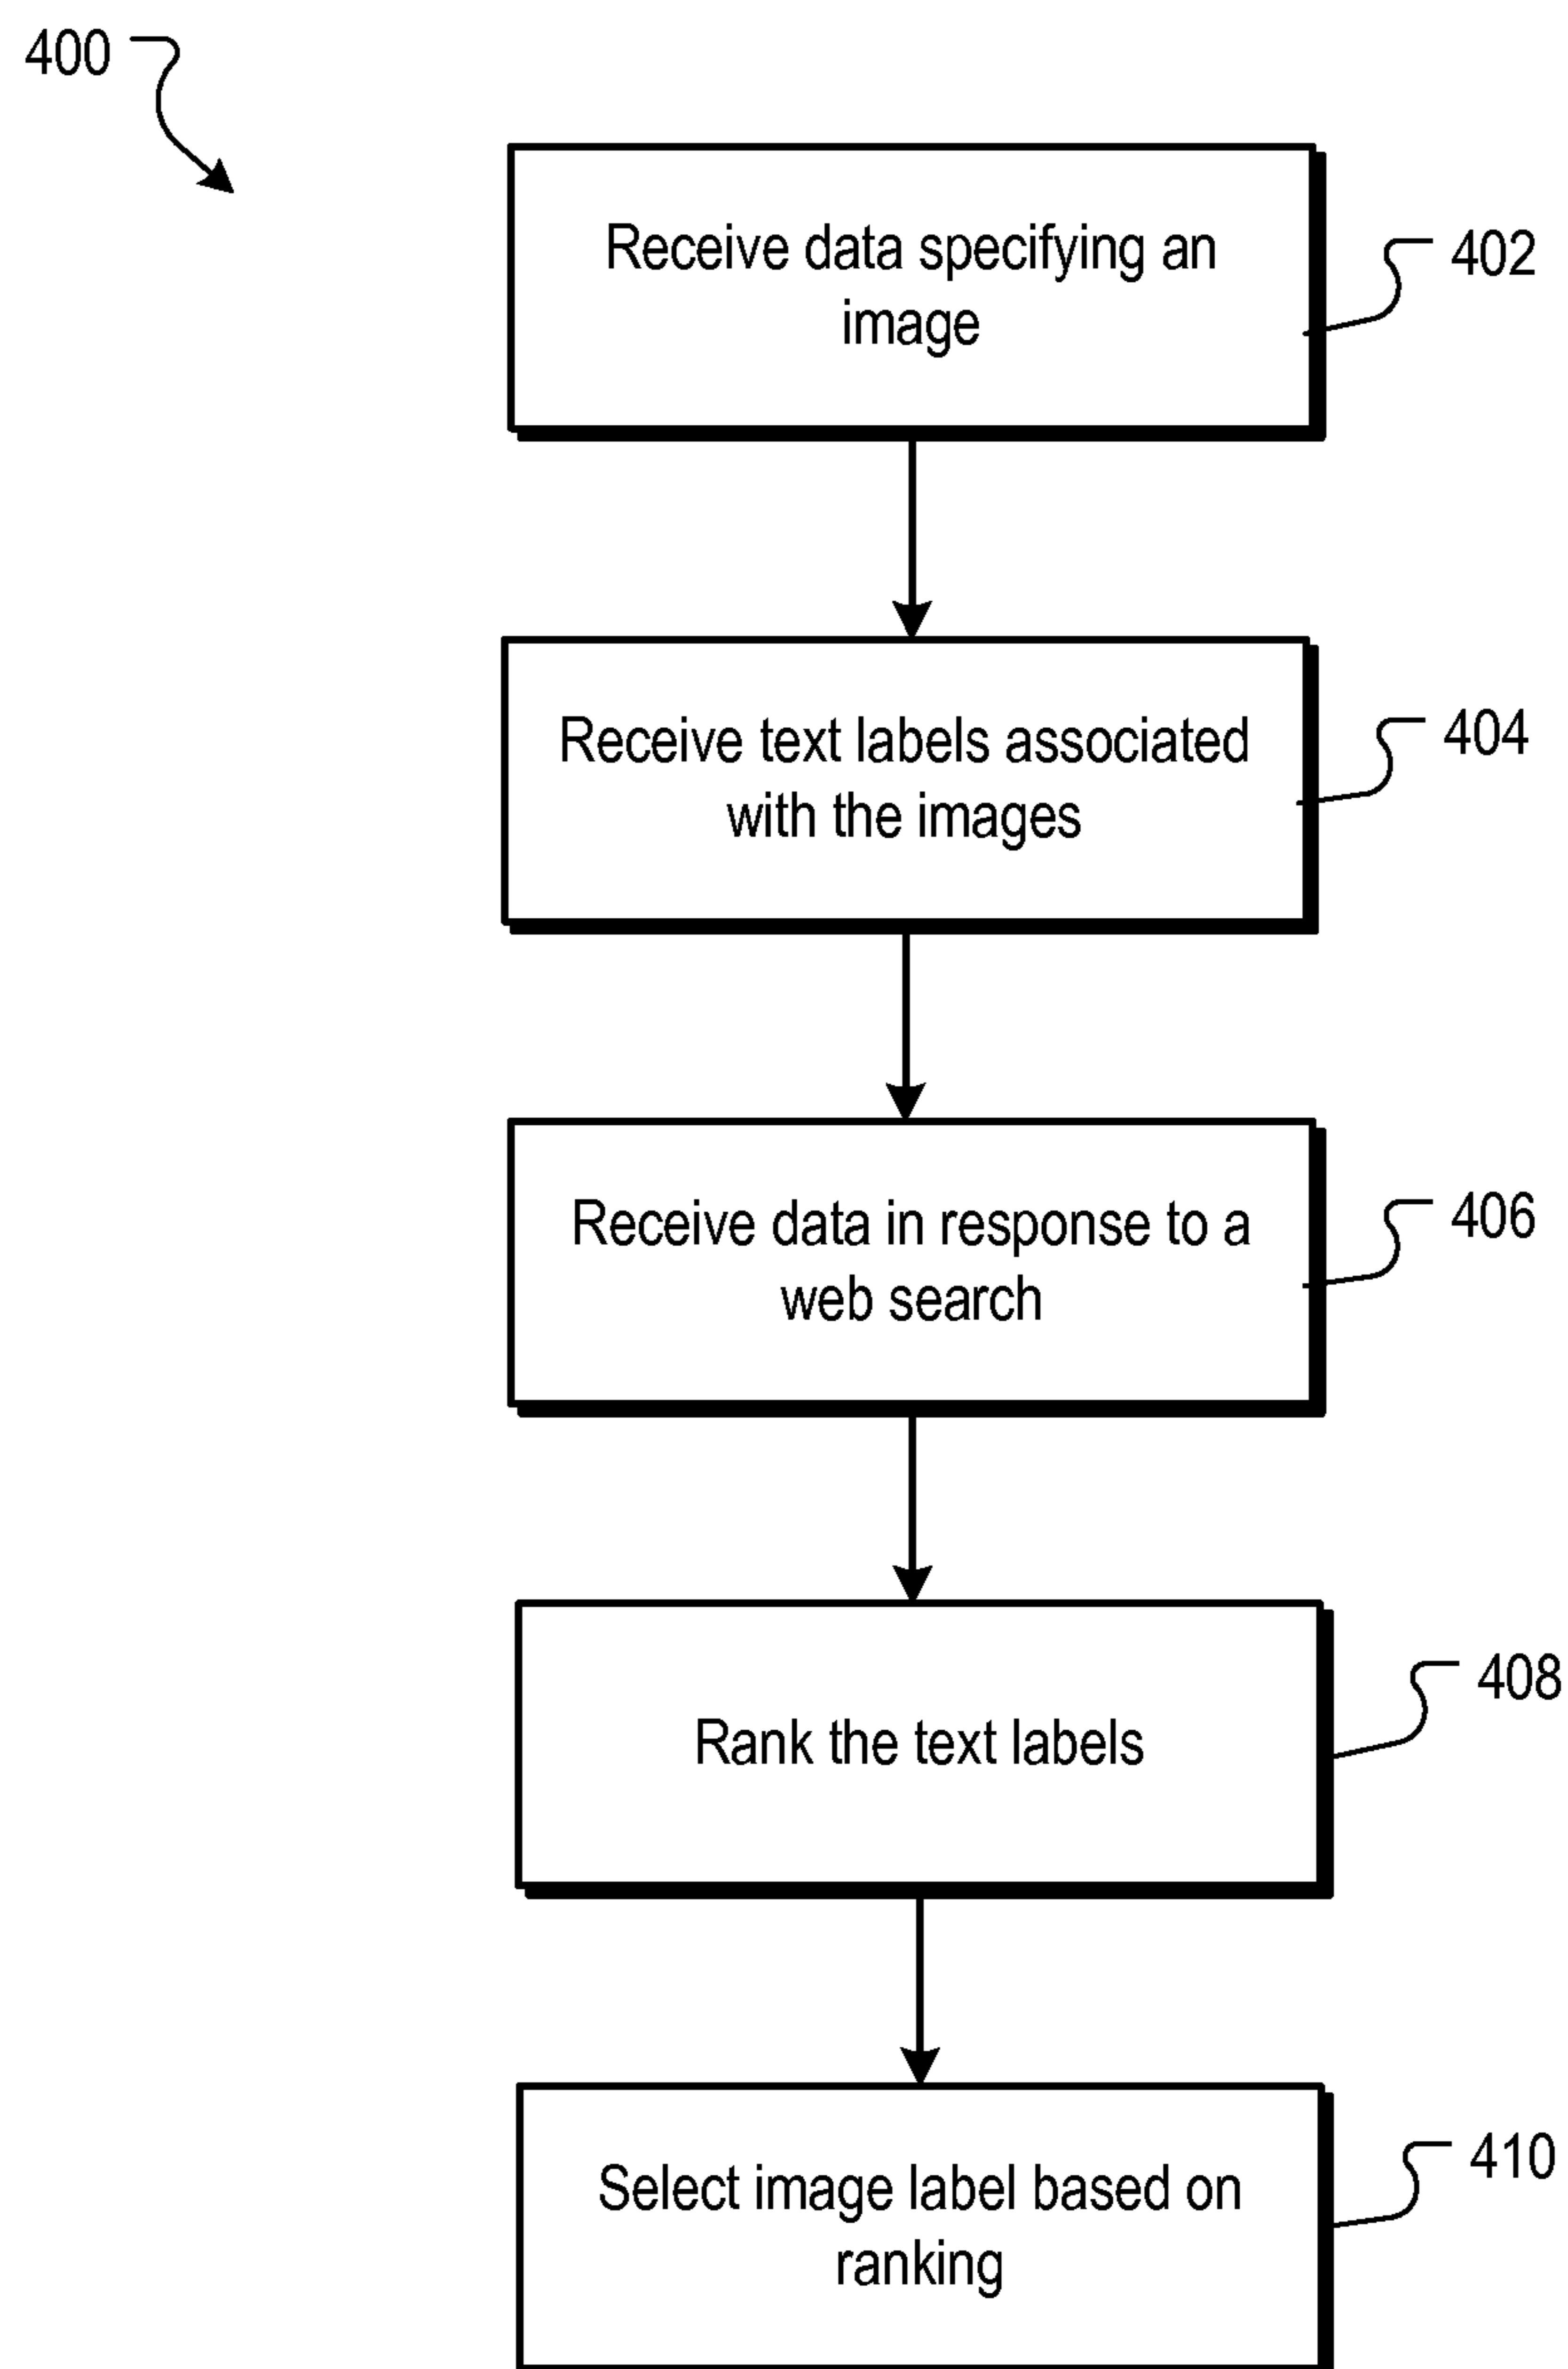 400
Receive data specifying an
image
402
Receive text labels associated
with the images
404
Receive data in response to a
web search
406
Rank the text labels
408
Select image label based on
ranking
410